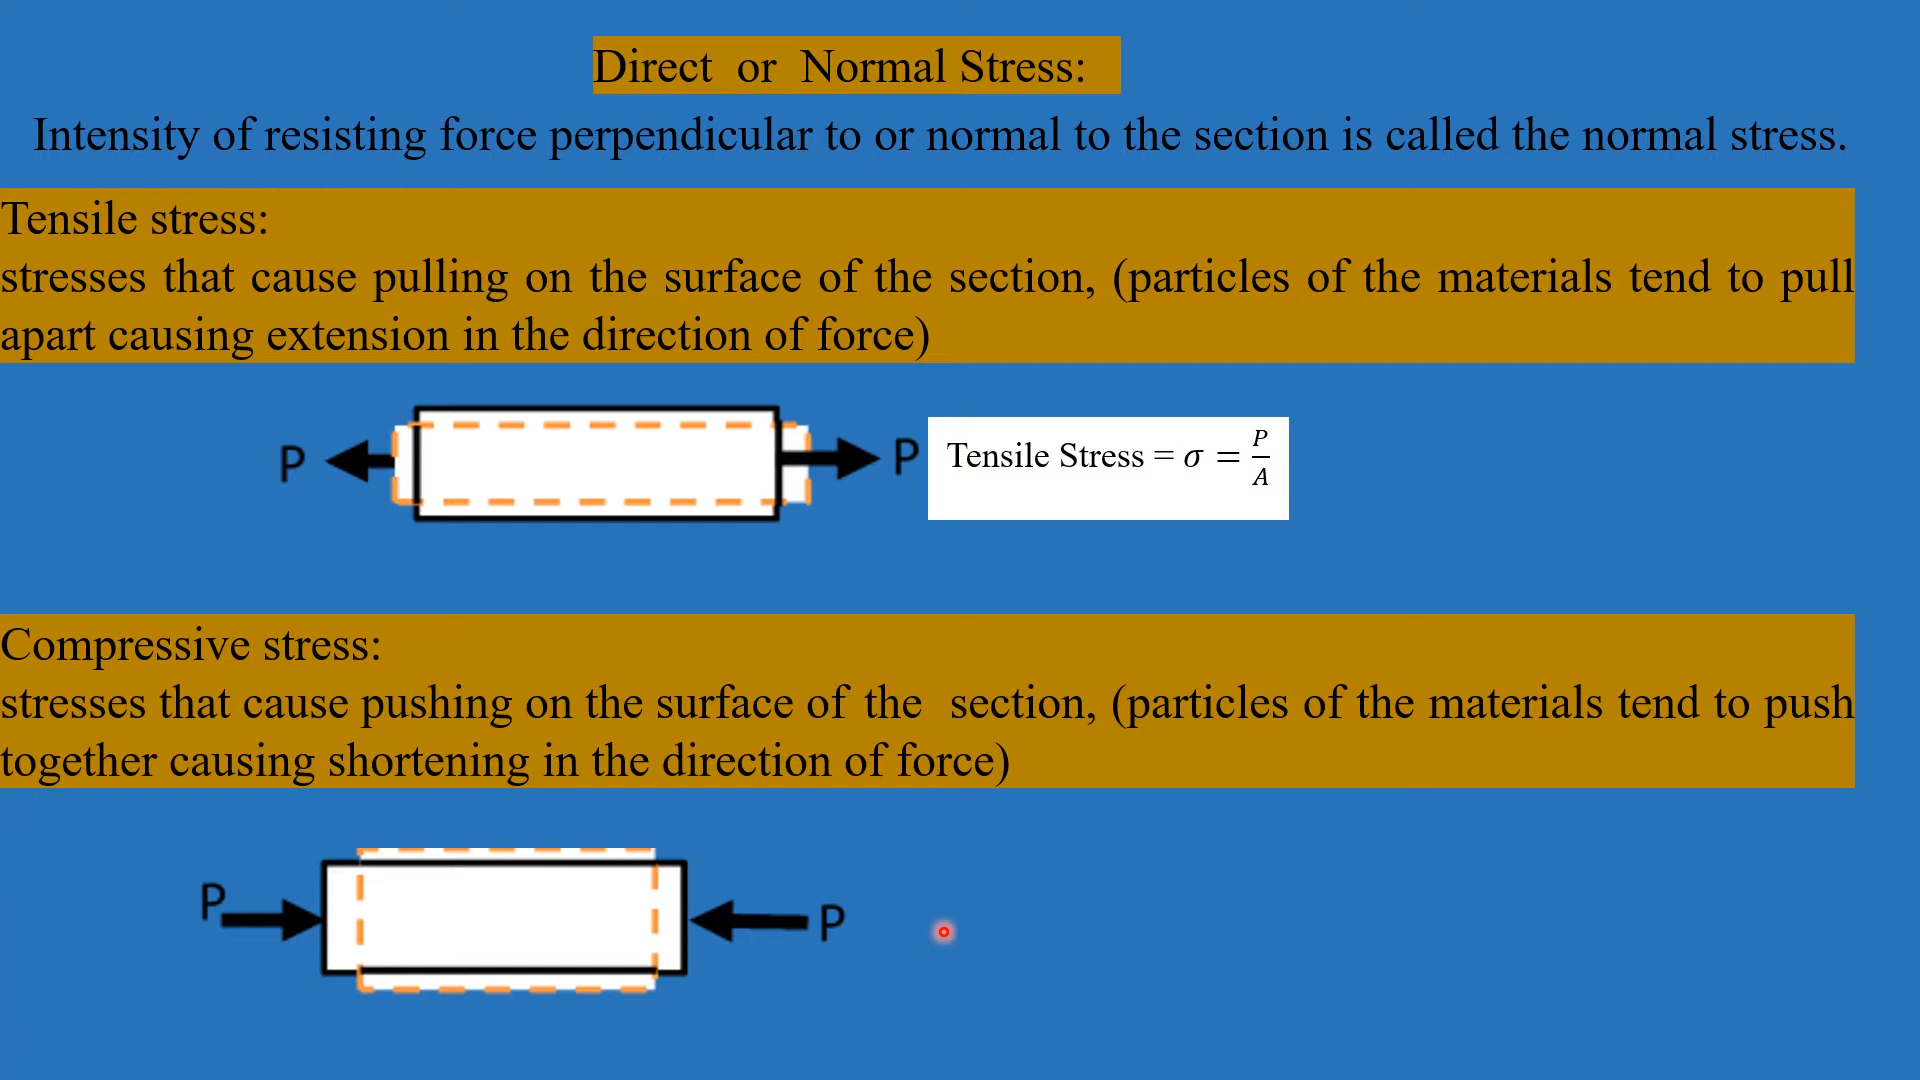 Direct or Normal Stress:
Intensity of resisting force perpendicular to or normal to the section is called the normal stress.
Tensile stress:
stresses that cause pulling on the surface of the section, (particles of the materials tend to pull
apart causing extension in the direction of force)
P P
Tensile Stress = σ = P/A
Compressive stress:
stresses that cause pushing on the surface of the section, (particles of the materials tend to push
together causing shortening in the direction of force)
P P